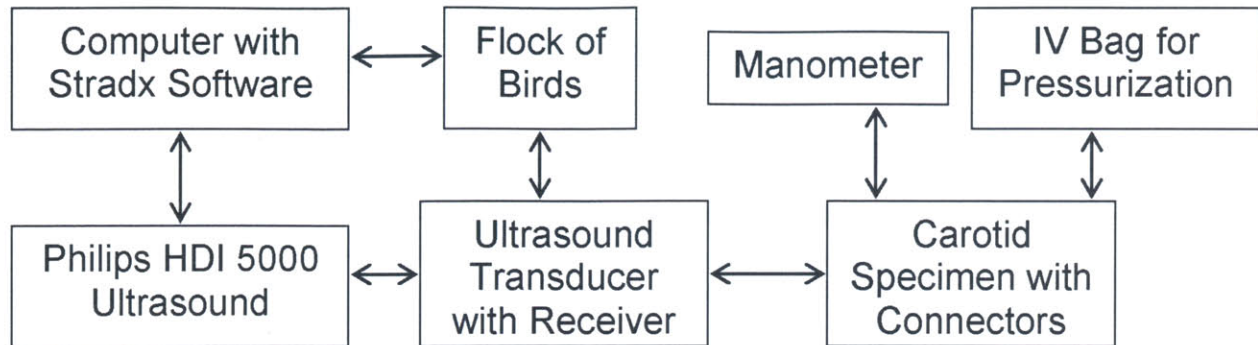 Computer with
Stradx Software
Flock of
Birds
Manometer
IV Bag for
Pressurization
Philips HDI 5000
Ultrasound
Ultrasound
Transducer
with Receiver
Carotid
Specimen with
Connectors